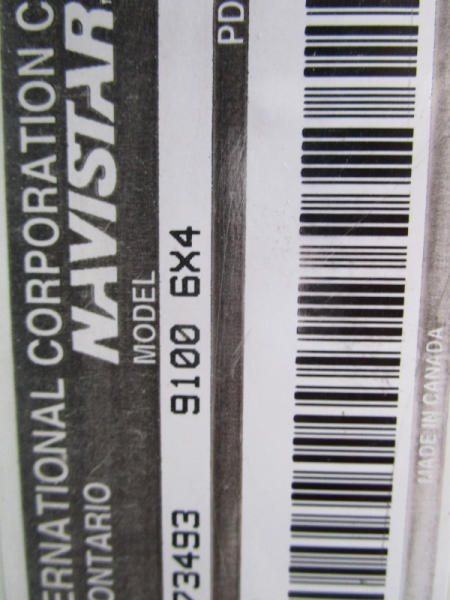 ERNATIONAL CORPORATION C
NAVISTAR
ONTARIO
MODEL
73493 9100 6X4
PD
MADE IN CANADA